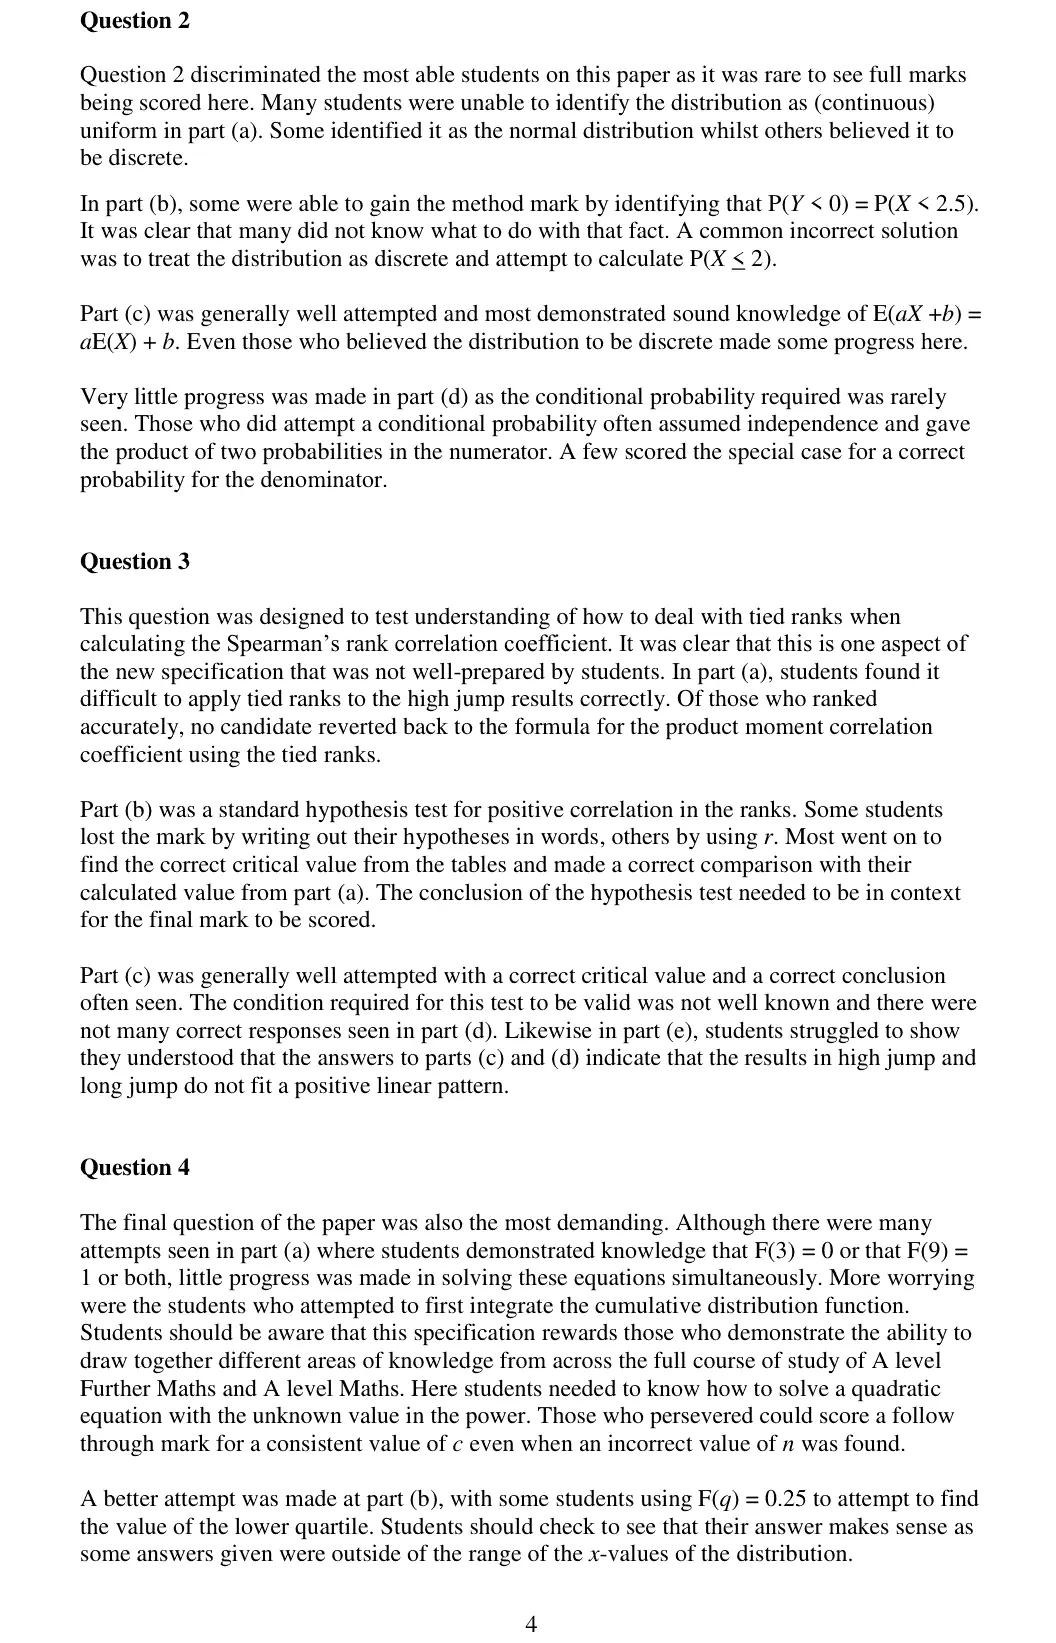 Question 2
Question 2 discriminated the most able students on this paper as it was rare to see full marks
being scored here. Many students were unable to identify the distribution as (continuous)
uniform in part (a). Some identified it as the normal distribution whilst others believed it to
be discrete.
In part (b), some were able to gain the method mark by identifying that P(Y < 0) = P(X < 2.5).
It was clear that many did not know what to do with that fact. A common incorrect solution
was to treat the distribution as discrete and attempt to calculate P(X ≤ 2).
Part (c) was generally well attempted and most demonstrated sound knowledge of E(aX +b) =
aE(X) + b. Even those who believed the distribution to be discrete made some progress here.
Very little progress was made in part (d) as the conditional probability required was rarely
seen. Those who did attempt a conditional probability often assumed independence and gave
the product of two probabilities in the numerator. A few scored the special case for a correct
probability for the denominator.
Question 3
This question was designed to test understanding of how to deal with tied ranks when
calculating the Spearman's rank correlation coefficient. It was clear that this is one aspect of
the new specification that was not well-prepared by students. In part (a), students found it
difficult to apply tied ranks to the high jump results correctly. Of those who ranked
accurately, no candidate reverted back to the formula for the product moment correlation
coefficient using the tied ranks.
Part (b) was a standard hypothesis test for positive correlation in the ranks. Some students
lost the mark by writing out their hypotheses in words, others by using r. Most went on to
find the correct critical value from the tables and made a correct comparison with their
calculated value from part (a). The conclusion of the hypothesis test needed to be in context
for the final mark to be scored.
Part (c) was generally well attempted with a correct critical value and a correct conclusion
often seen. The condition required for this test to be valid was not well known and there were
not many correct responses seen in part (d). Likewise in part (e), students struggled to show
they understood that the answers to parts (c) and (d) indicate that the results in high jump and
long jump do not fit a positive linear pattern.
Question 4
The final question of the paper was also the most demanding. Although there were many
attempts seen in part (a) where students demonstrated knowledge that F(3) = 0 or that F(9) =
1 or both, little progress was made in solving these equations simultaneously. More worrying
were the students who attempted to first integrate the cumulative distribution function.
Students should be aware that this specification rewards those who demonstrate the ability to
draw together different areas of knowledge from across the full course of study of A level
Further Maths and A level Maths. Here students needed to know how to solve a quadratic
equation with the unknown value in the power. Those who persevered could score a follow
through mark for a consistent value of c even when an incorrect value of n was found.
A better attempt was made at part (b), with some students using F(q) = 0.25 to attempt to find
the value of the lower quartile. Students should check to see that their answer makes sense as
some answers given were outside of the range of the x-values of the distribution.
4